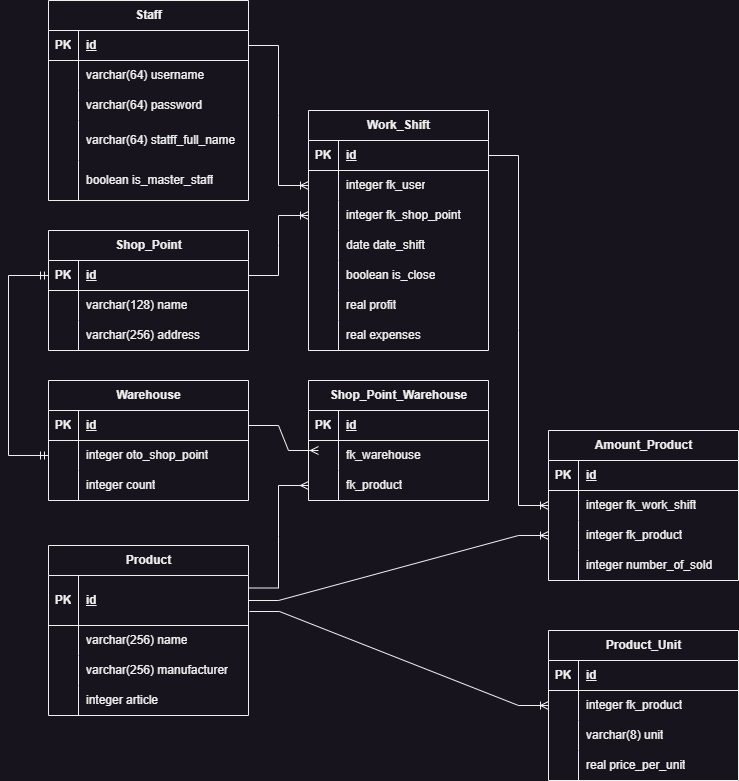 Staff
PK id
varchar(64) username
varchar(64) password
varchar(64) statff_full_name
boolean is_master_staff
Work_Shift
PK id
integer fk_user
integer fk_shop_point
date date_shift
boolean is_close
real profit
real expenses
Shop_Point
PK id
varchar(128) name
varchar(256) address
Warehouse
PK id
integer oto_shop_point
integer count
Shop_Point_Warehouse
PK id
fk_warehouse
fk_product
Amount_Product
PK id
integer fk_work_shift
integer fk_product
integer number_of_sold
Product
PK id
varchar(256) name
varchar(256) manufacturer
integer article
Product_Unit
PK id
integer fk_product
varchar(8) unit
real price_per_unit